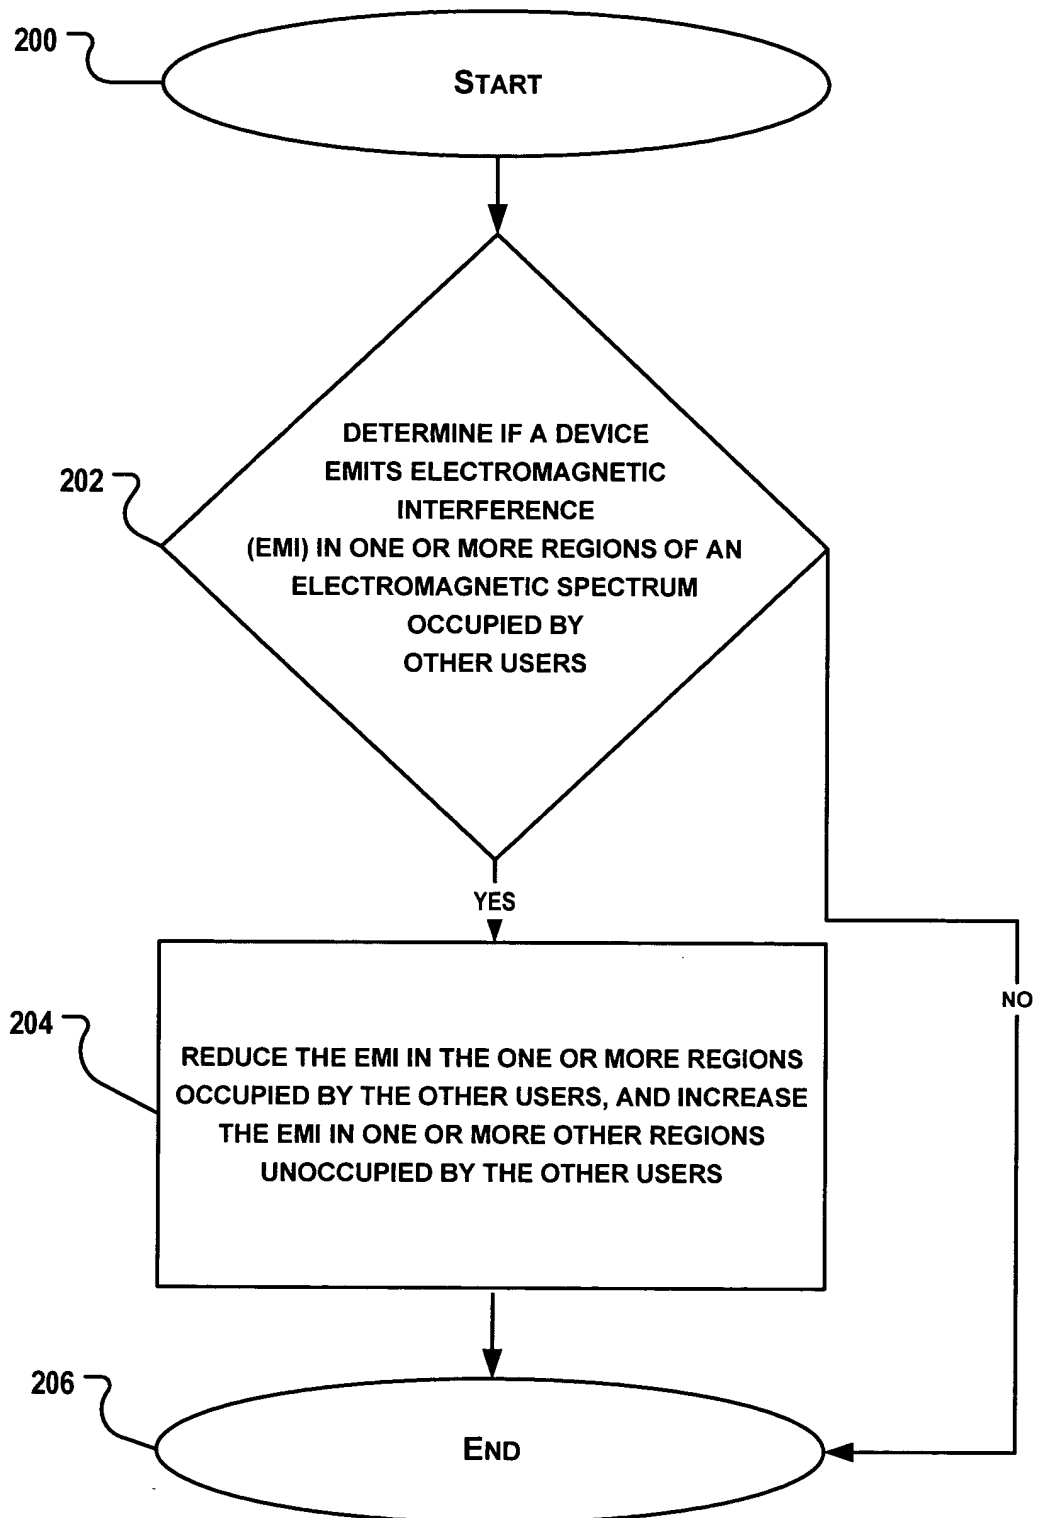 200
START
202
DETERMINE IF A DEVICE
EMITS ELECTROMAGNETIC
INTERFERENCE
(EMI) IN ONE OR MORE REGIONS OF AN
ELECTROMAGNETIC SPECTRUM
OCCUPIED BY
OTHER USERS
YES
NO
204
REDUCE THE EMI IN THE ONE OR MORE REGIONS
OCCUPIED BY THE OTHER USERS, AND INCREASE
THE EMI IN ONE OR MORE OTHER REGIONS
UNOCCUPIED BY THE OTHER USERS
206
END